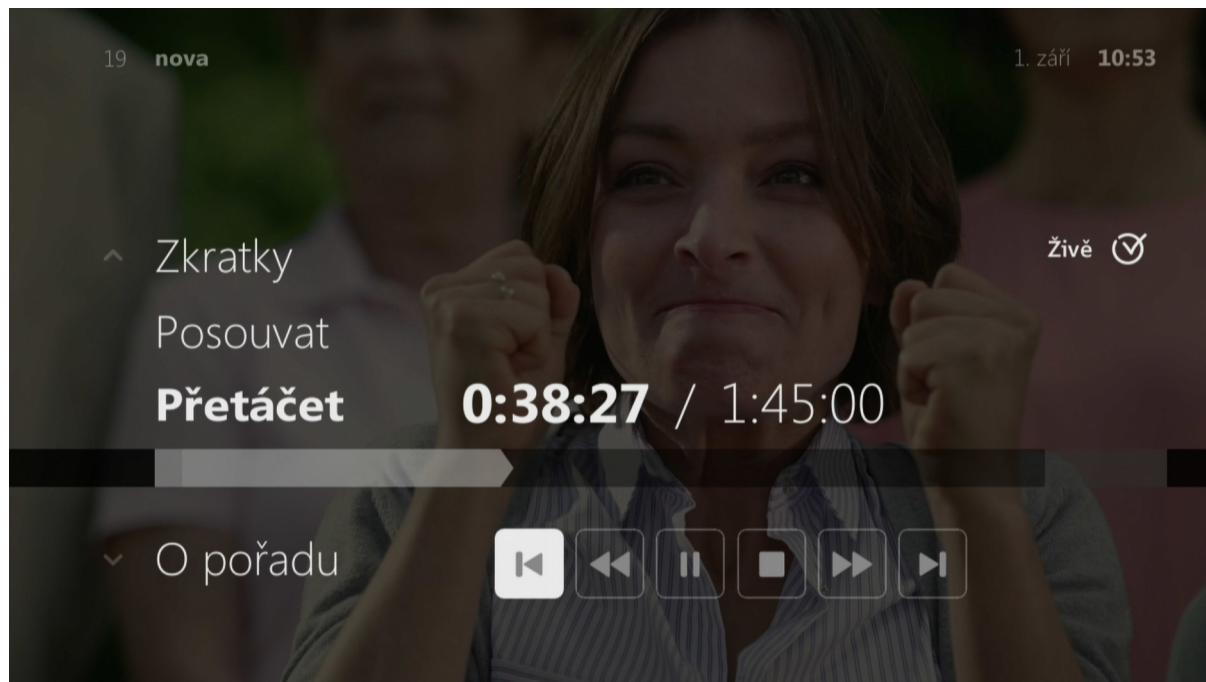 19 nova 1. září 10:53
Zkratky Živě
Posouvat
Přetáčet 0:38:27 / 1:45:00
O pořadu